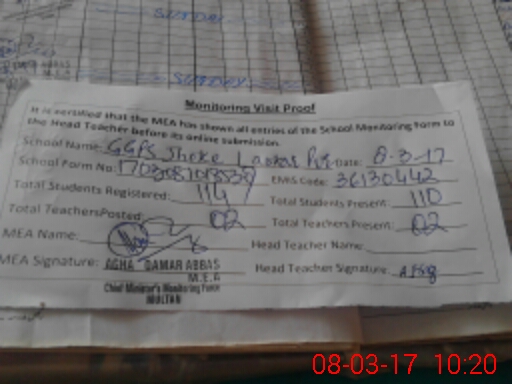 SUNDAY
SUNDAY
Monitoring Visit Proof
It is certified that the MEA has shown all entries of the School Monitoring Form to
the Head Teacher before its online submission.
School Name: GGPS Date: 8-3-17
School Form No: EMIS Code: 36130442
Total Students Registered: 114 Total Students Present: 110
Total Teachers Posted: 02 Total Teachers Present: 02
MEA Name: Head Teacher Name:
MEA Signature: AGHA QAMAR ABBAS Head Teacher Signature:
M.E.A
Chief Minister's Monitoring Force
MULTAN
08-03-17 10:20